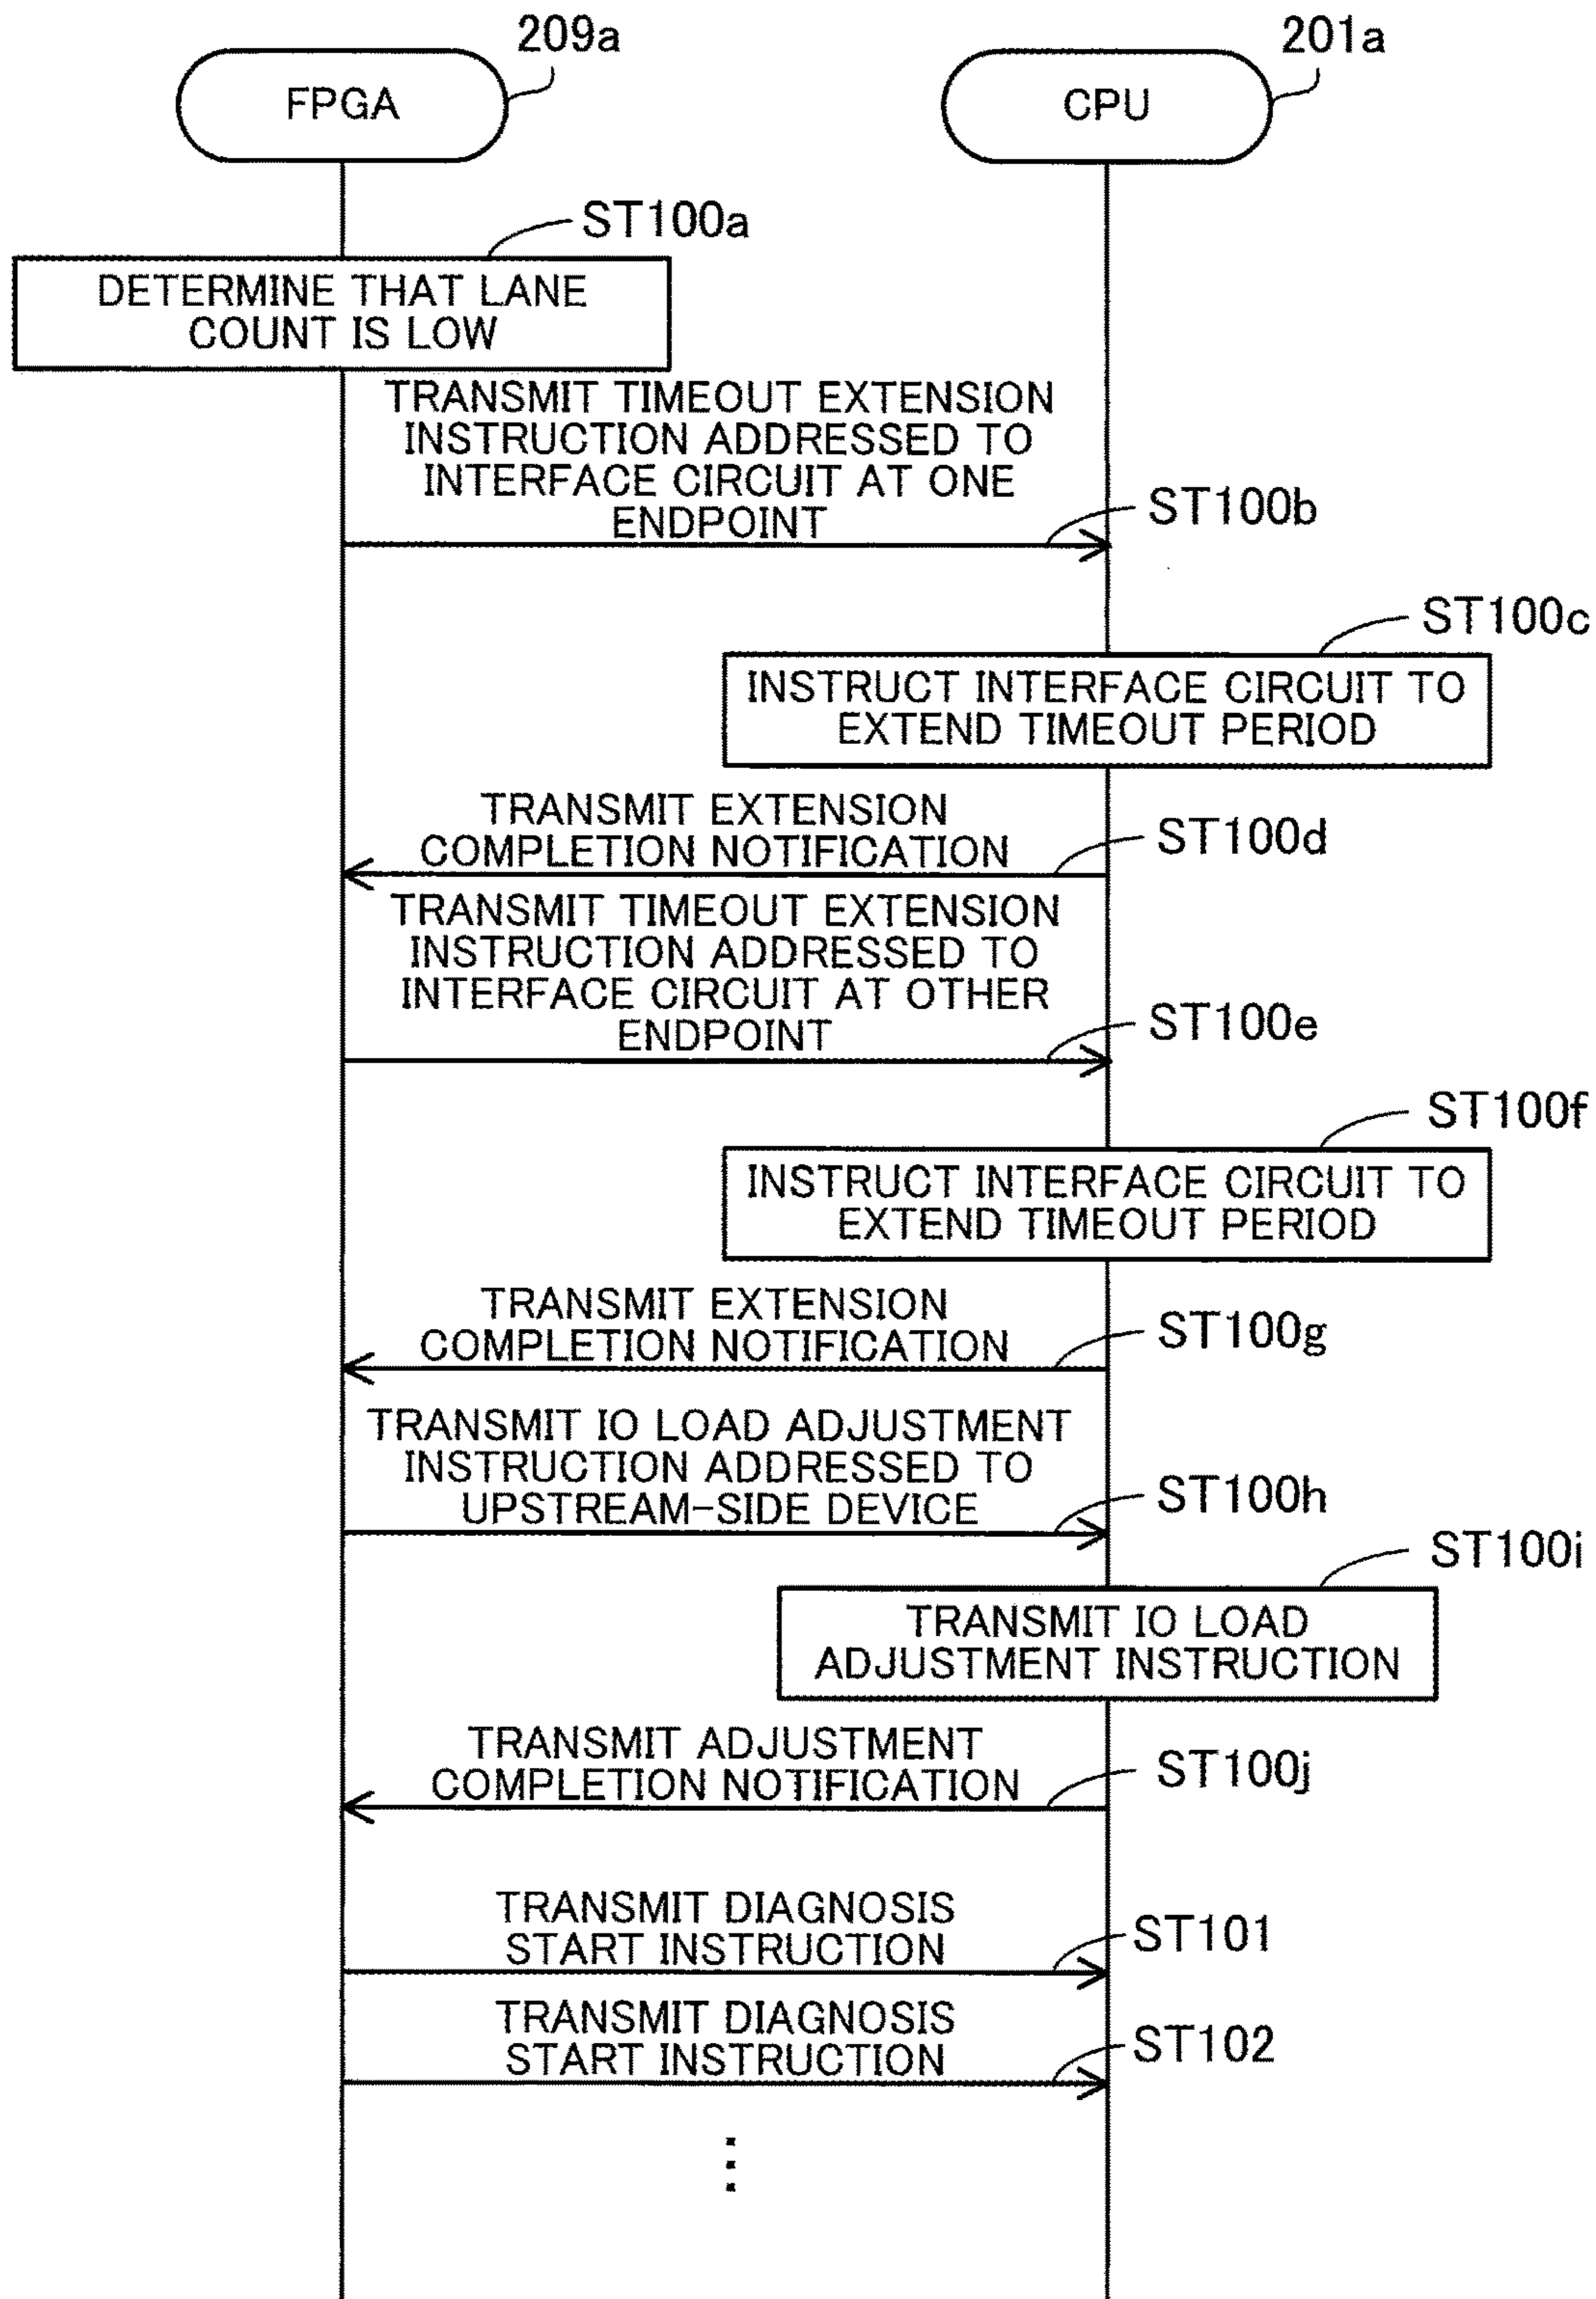 209a
201a
FPGA
CPU
ST100a
DETERMINE THAT LANE
COUNT IS LOW
TRANSMIT TIMEOUT EXTENSION
INSTRUCTION ADDRESSED TO
INTERFACE CIRCUIT AT ONE
ENDPOINT
ST100b
ST100c
INSTRUCT INTERFACE CIRCUIT TO
EXTEND TIMEOUT PERIOD
TRANSMIT EXTENSION
COMPLETION NOTIFICATION
ST100d
TRANSMIT TIMEOUT EXTENSION
INSTRUCTION ADDRESSED TO
INTERFACE CIRCUIT AT OTHER
ENDPOINT
ST100e
ST100f
INSTRUCT INTERFACE CIRCUIT TO
EXTEND TIMEOUT PERIOD
TRANSMIT EXTENSION
COMPLETION NOTIFICATION
ST100g
TRANSMIT IO LOAD ADJUSTMENT
INSTRUCTION ADDRESSED TO
UPSTREAM-SIDE DEVICE
ST100h
ST100i
TRANSMIT IO LOAD
ADJUSTMENT INSTRUCTION
TRANSMIT ADJUSTMENT
COMPLETION NOTIFICATION
ST100j
TRANSMIT DIAGNOSIS
START INSTRUCTION
ST101
TRANSMIT DIAGNOSIS
START INSTRUCTION
ST102